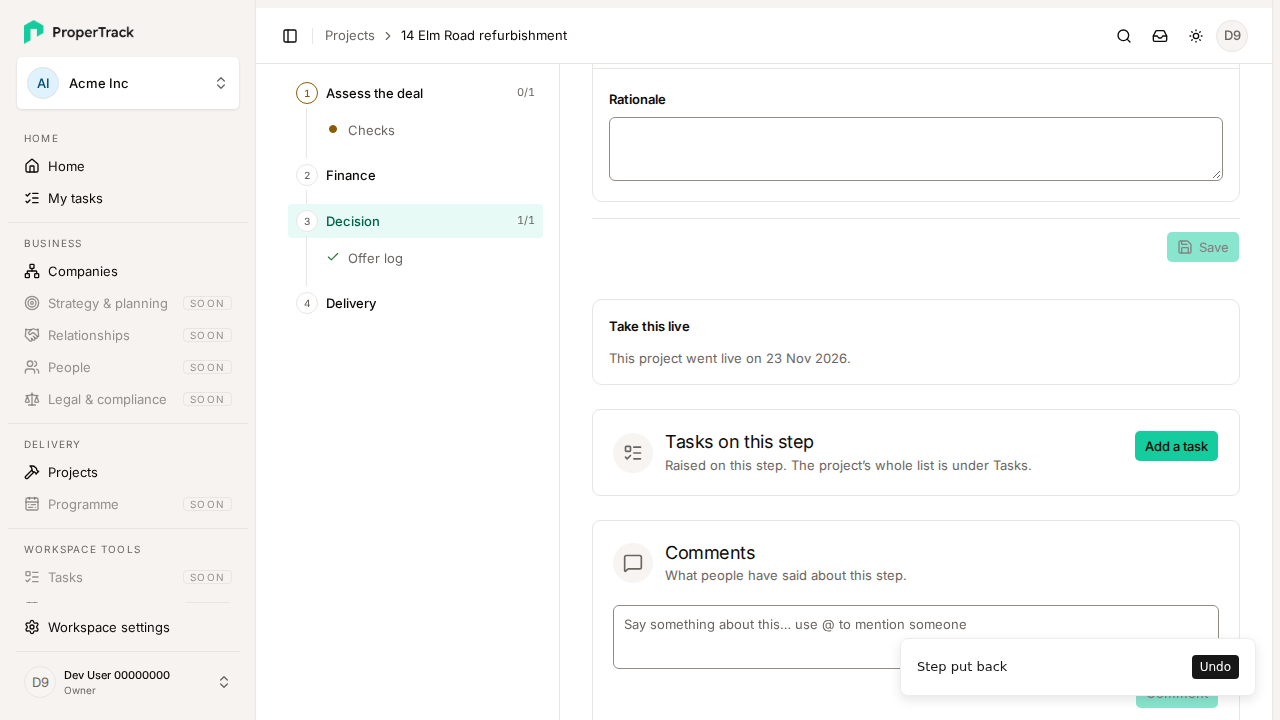 ProperTrack
AI Acme Inc
HOME
Home
My tasks
BUSINESS
Companies
Strategy & planning SOON
Relationships SOON
People SOON
Legal & compliance SOON
DELIVERY
Projects
Programme SOON
WORKSPACE TOOLS
Tasks SOON
Workspace settings
D9 Dev User 00000000
Owner
Projects > 14 Elm Road refurbishment
D9
1 Assess the deal 0/1
Checks
2 Finance
3 Decision 1/1
Offer log
4 Delivery
Rationale
Save
Take this live
This project went live on 23 Nov 2026.
Tasks on this step
Raised on this step. The project's whole list is under Tasks.
Add a task
Comments
What people have said about this step.
Say something about this... use @ to mention someone
Step put back Undo
Comment